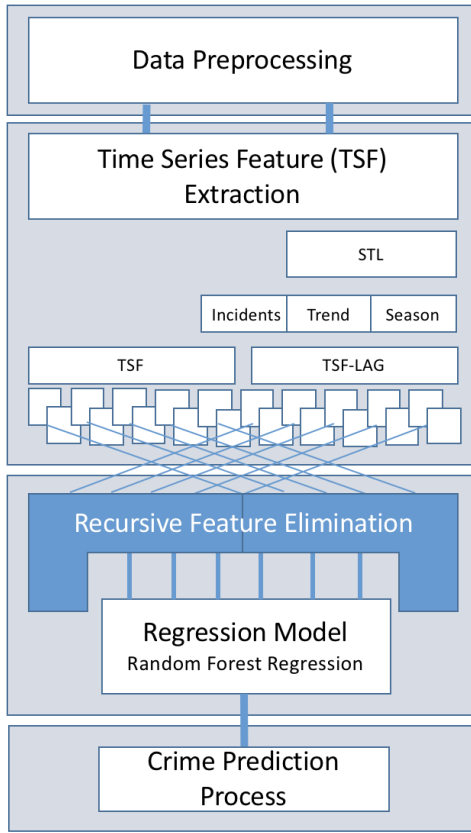 Data Preprocessing
Time Series Feature (TSF)
Extraction
STL
Incidents
Trend
Season
TSF
TSF-LAG
Recursive Feature Elimination
Regression Model
Random Forest Regression
Crime Prediction
Process